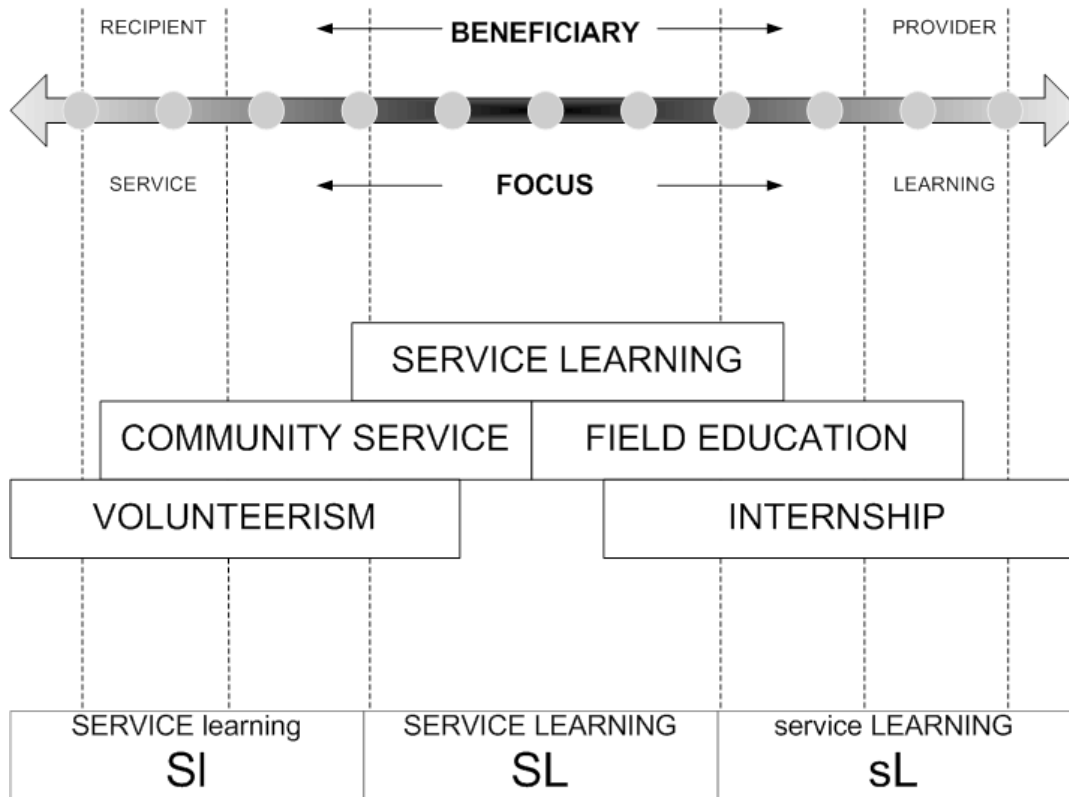 RECIPIENT BENEFICIARY PROVIDER
SERVICE FOCUS LEARNING
SERVICE LEARNING
COMMUNITY SERVICE FIELD EDUCATION
VOLUNTEERISM INTERNSHIP
SERVICE learning SERVICE LEARNING service LEARNING
Sl SL sL